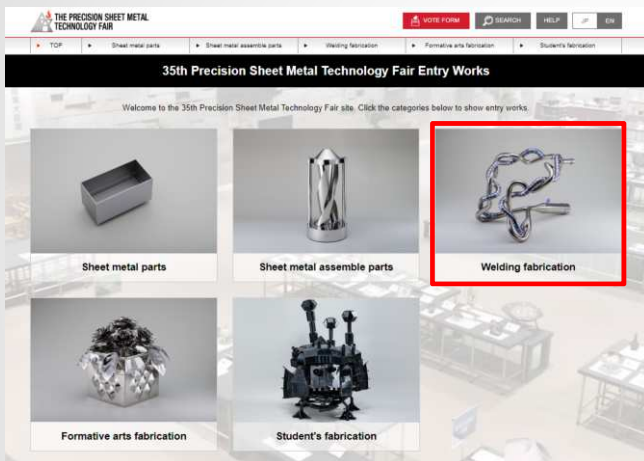 THE PRECISION SHEET METAL
TECHNOLOGY FAIR
VOTE FORM
SEARCH
HELP
JP
EN
TOP
Sheet metal parts
Sheet metal assemble parts
Welding fabrication
Formative arts fabrication
Student's fabrication
35th Precision Sheet Metal Technology Fair Entry Works
Welcome to the 35th Precision Sheet Metal Technology Fair site. Click the categories below to show entry works.
Sheet metal parts
Sheet metal assemble parts
Welding fabrication
Formative arts fabrication
Student's fabrication